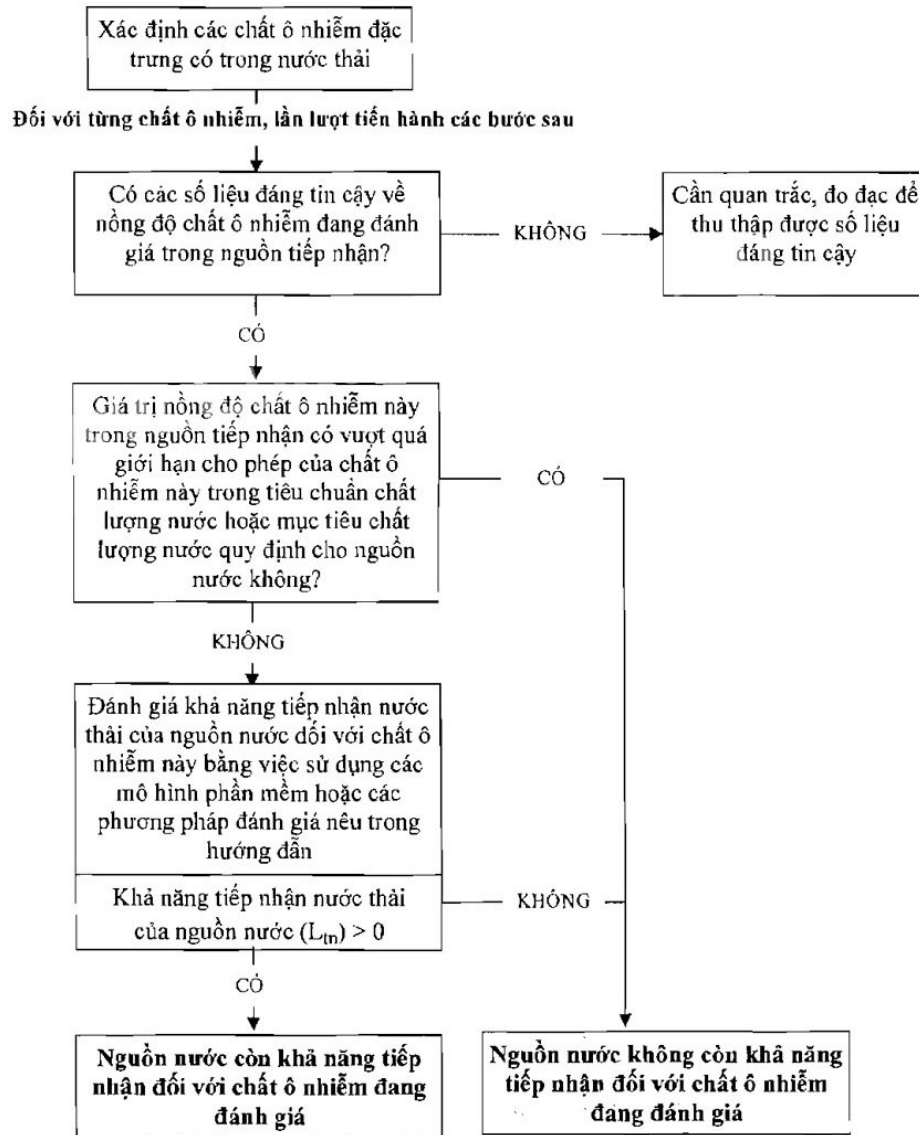 Xác định các chất ô nhiễm đặc
trưng có trong nước thải
Đối với từng chất ô nhiễm, lần lượt tiến hành các bước sau
Có các số liệu đáng tin cậy về
nồng độ chất ô nhiễm đang đánh
giá trong nguồn tiếp nhận?
KHÔNG
Cần quan trắc, đo đạc để
thu thập được số liệu
đáng tin cậy
CÓ
Giá trị nồng độ chất ô nhiễm này
trong nguồn tiếp nhận có vượt quá
giới hạn cho phép của chất ô
nhiễm này trong tiêu chuẩn chất
lượng nước hoặc mục tiêu chất
lượng nước quy định cho nguồn
nước không?
CÓ
KHÔNG
Đánh giá khả năng tiếp nhận nước
thải của nguồn nước dối với chất ô
nhiễm này bằng việc sử dụng các
mô hình phần mềm hoặc các
phương pháp đánh giá nêu trong
hướng dẫn
Khả năng tiếp nhận nước thải
của nguồn nước (Ltn) > 0
KHÔNG
CÓ
Nguồn nước còn khả năng tiếp
nhận đối với chất ô nhiễm đang
đánh giá
Nguồn nước không còn khả năng
tiếp nhận đối với chất ô nhiễm
đang đánh giá